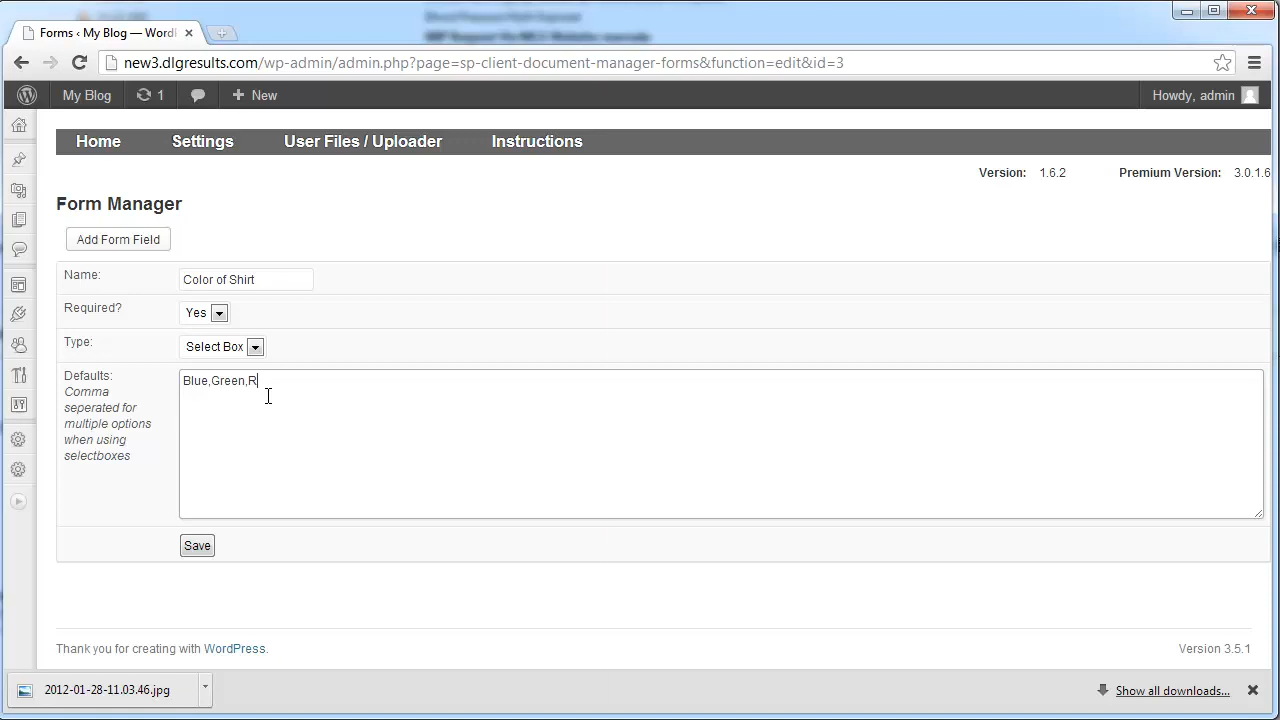 Forms ‹ My Blog — Word
new3.dlgresults.com/wp-admin/admin.php?page=sp-client-document-manager-forms&function=edit&id=3
My Blog 1 New Howdy, admin
Home Settings User Files / Uploader Instructions
Version: 1.6.2 Premium Version: 3.0.1.6
Form Manager
Add Form Field
Name: Color of Shirt
Required? Yes
Type: Select Box
Defaults: Blue,Green,R
Comma
seperated for
multiple options
when using
selectboxes
Save
Thank you for creating with WordPress. Version 3.5.1
2012-01-28-11.03.46.jpg Show all downloads...